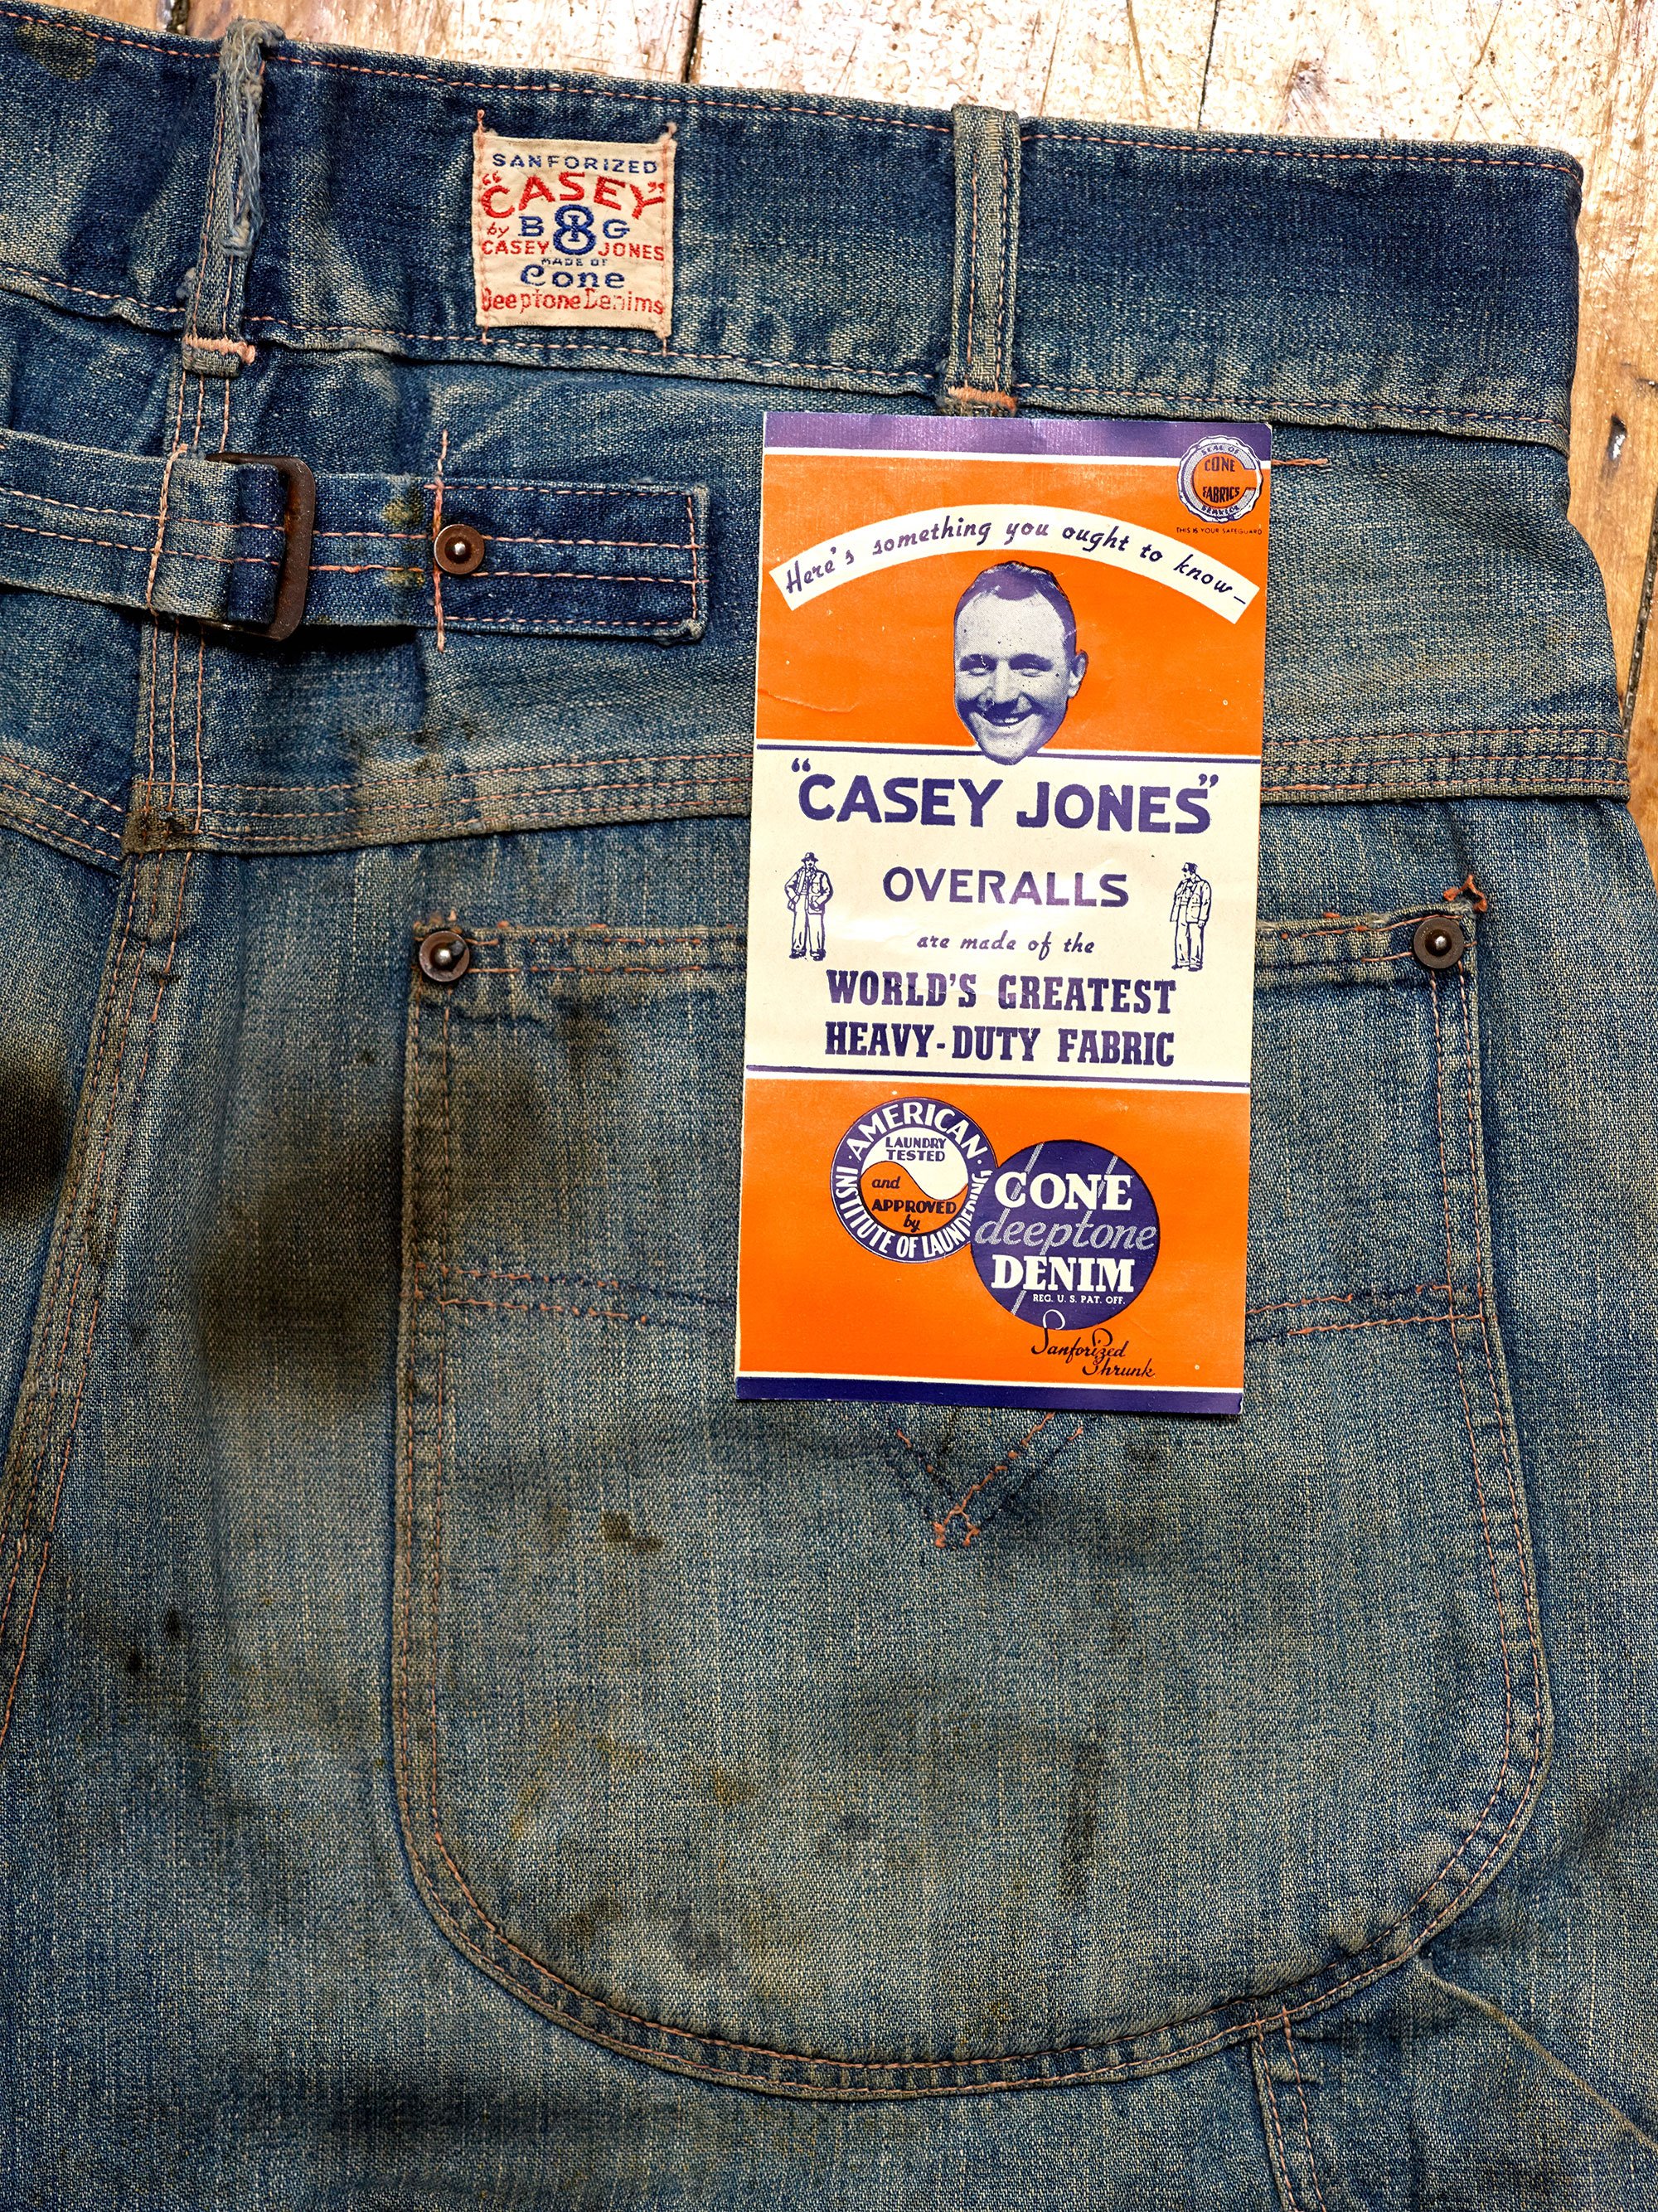 SANFORIZED
"CASEY"
by B 8 G
CASEY JONES
MADE OF
Cone
Deeptone Denims
SEAL OF
CONE
FABRICS
THIS IS YOUR SAFEGUARD
Here's something you ought to know—
"CASEY JONES"
OVERALLS
are made of the
WORLD'S GREATEST
HEAVY-DUTY FABRIC
AMERICAN
INSTITUTE OF LAUNDERING
LAUNDRY
TESTED
and
APPROVED
by
CONE
deeptone
DENIM
REG. U. S. PAT. OFF.
Sanforized
Shrunk